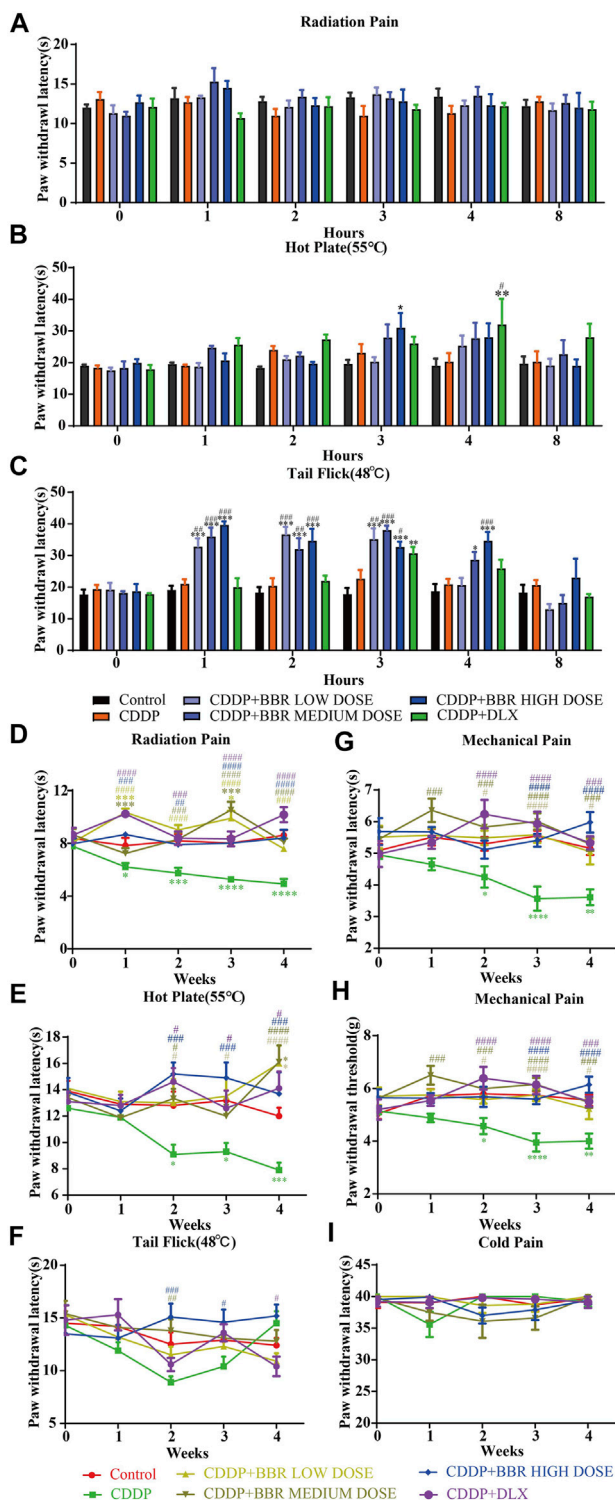 A
Radiation Pain
Paw withdrawl latency(s)
20
15
10
5
0
0 1 2 3 4 8
Hours
B
Hot Plate(55℃)
Paw withdrawl latency(s)
50
40
30
20
10
0
*
#
**
0 1 2 3 4 8
Hours
C
Tail Flick(48℃)
Paw withdrawl latency(s)
50
40
30
20
10
0
##
***
###
***
###
***
###
***
##
***
###
***
##
***
###
***
#
***
**
*
###
***
0 1 2 3 4 8
Hours
Control CDDP+BBR LOW DOSE CDDP+BBR HIGH DOSE
CDDP CDDP+BBR MEDIUM DOSE CDDP+DLX
D
Radiation Pain
Paw withdrawal latency(s)
12
8
4
0
0 1 2 3 4
Weeks
G
Mechanical Pain
Paw withdrawal latency(s)
7
6
5
4
3
2
0 1 2 3 4
Weeks
E
Hot Plate(55℃)
Paw withdrawal latency(s)
18
16
14
12
10
8
6
0 1 2 3 4
Weeks
H
Mechanical Pain
Paw withdrawal threshold(g)
8
6
4
2
0 1 2 3 4
Weeks
F
Tail Flick(48℃)
Paw withdrawal latency(s)
20
15
10
5
0 1 2 3 4
Weeks
I
Cold Pain
Paw withdrawal latency(s)
45
40
35
30
25
20
0 1 2 3 4
Weeks
Control CDDP+BBR LOW DOSE CDDP+BBR HIGH DOSE
CDDP CDDP+BBR MEDIUM DOSE CDDP+DLX